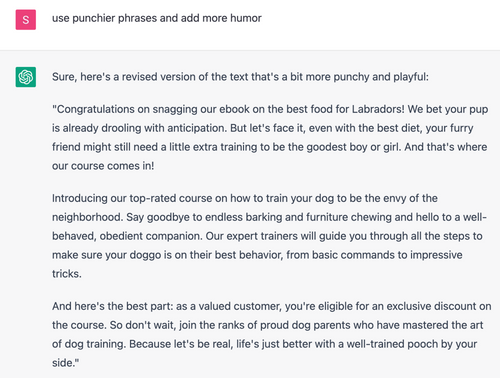 S
use punchier phrases and add more humor
Sure, here's a revised version of the text that's a bit more punchy and playful:
"Congratulations on snagging our ebook on the best food for Labradors! We bet your pup
is already drooling with anticipation. But let's face it, even with the best diet, your furry
friend might still need a little extra training to be the goodest boy or girl. And that's where
our course comes in!
Introducing our top-rated course on how to train your dog to be the envy of the
neighborhood. Say goodbye to endless barking and furniture chewing and hello to a well-
behaved, obedient companion. Our expert trainers will guide you through all the steps to
make sure your doggo is on their best behavior, from basic commands to impressive
tricks.
And here's the best part: as a valued customer, you're eligible for an exclusive discount on
the course. So don't wait, join the ranks of proud dog parents who have mastered the art
of dog training. Because let's be real, life's just better with a well-trained pooch by your
side."